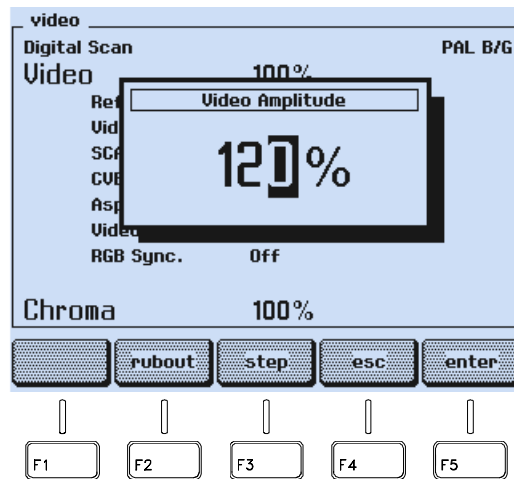 video
Digital Scan PAL B/G
Video 100%
Ref
Video Amplitude
Vid
120%
SCA
CVB
Asp
Video
RGB Sync. Off
Chroma 100%
rubout step esc enter
F1 F2 F3 F4 F5